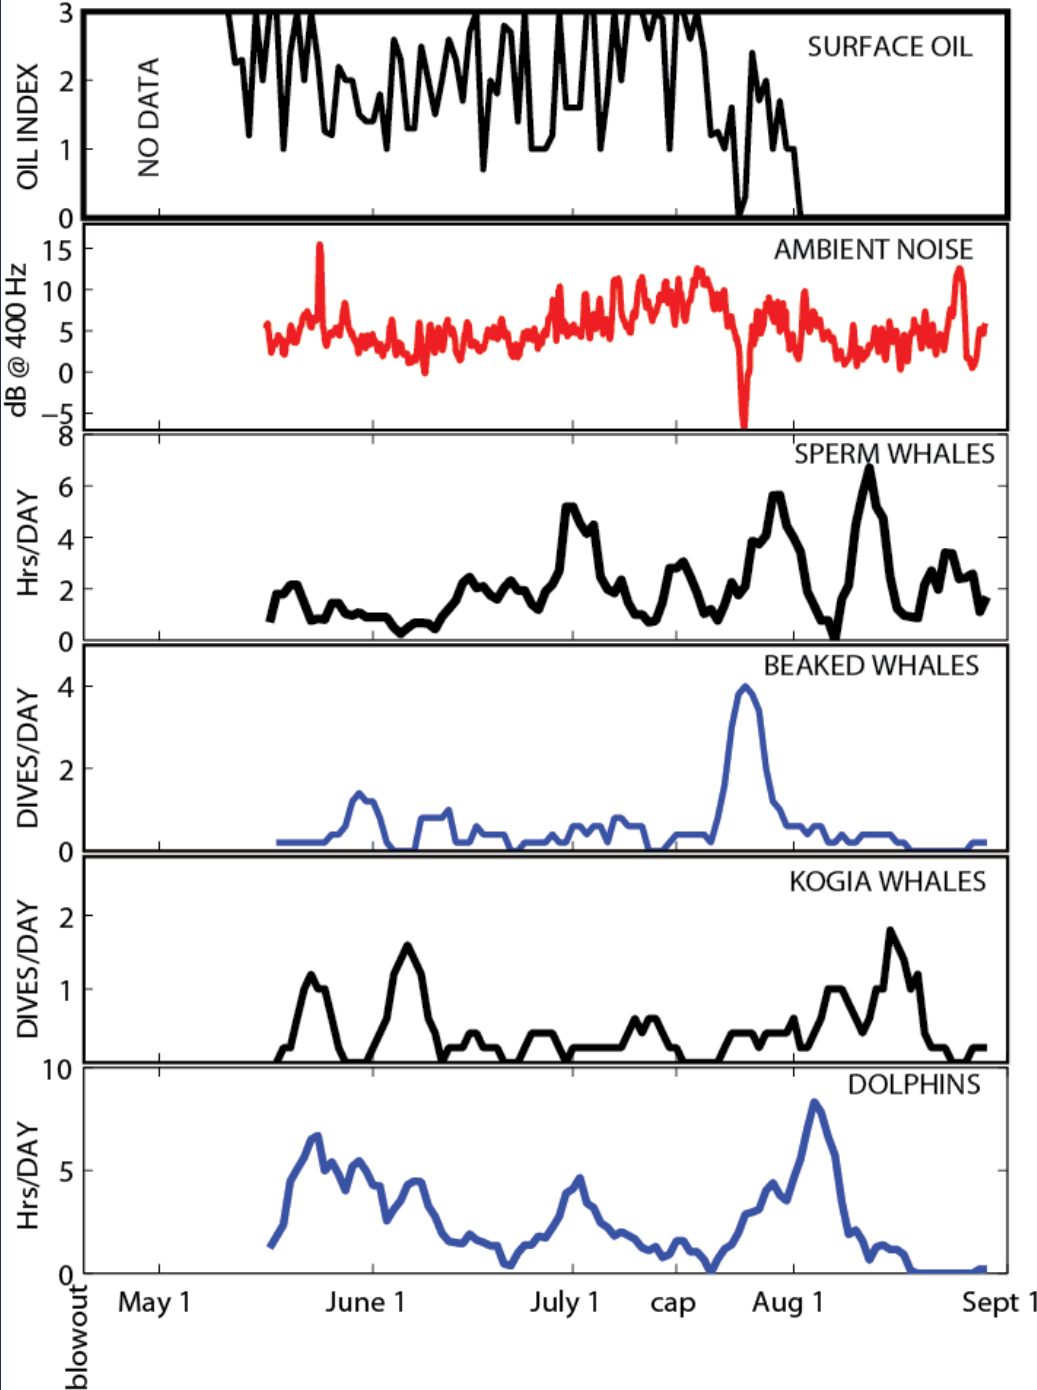 SURFACE OIL
OIL INDEX
NO DATA
3
2
1
0
AMBIENT NOISE
dB @ 400 Hz
15
10
5
0
−5
SPERM WHALES
Hrs/DAY
8
6
4
2
0
BEAKED WHALES
DIVES/DAY
4
2
0
KOGIA WHALES
DIVES/DAY
2
1
DOLPHINS
Hrs/DAY
10
5
0
blowout
May 1
June 1
July 1
cap
Aug 1
Sept 1